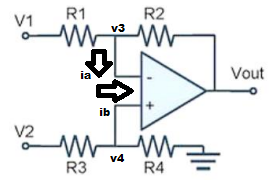 R1 v3 R2
V1
ia
-
Vout
ib
+
V2
R3 v4 R4